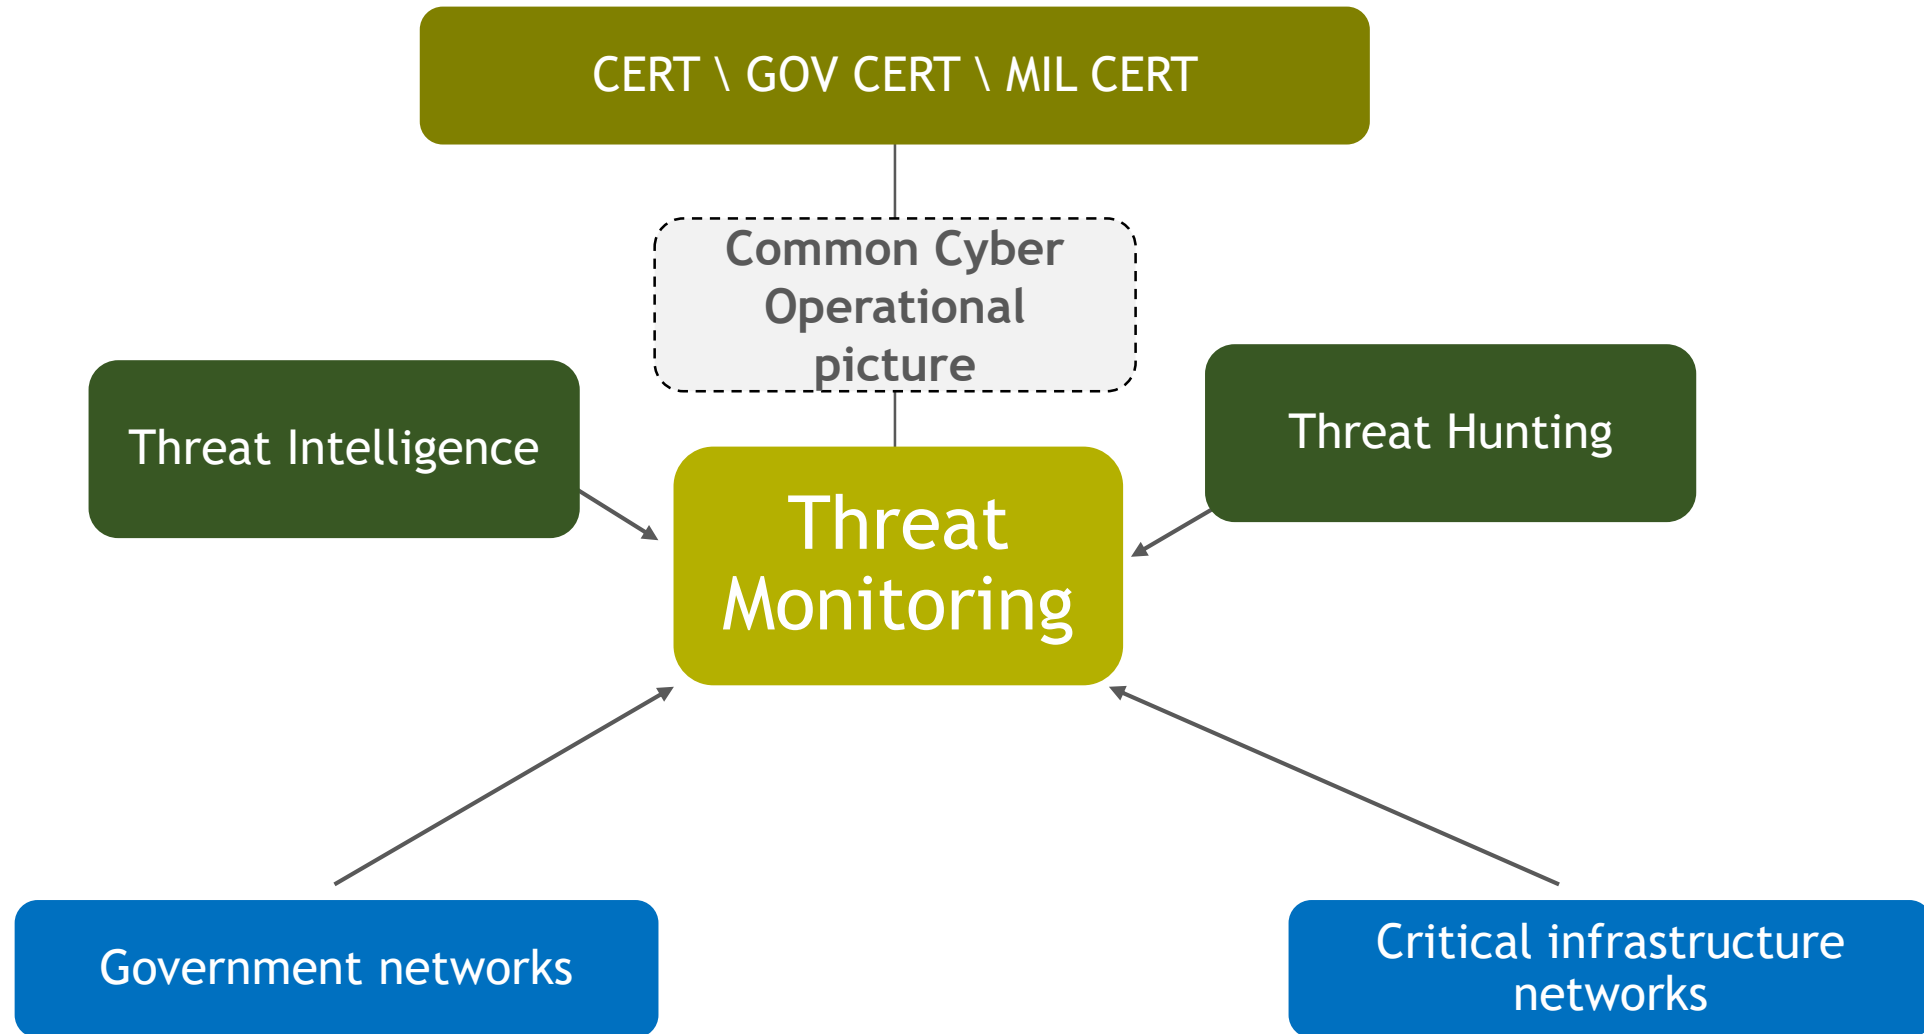 CERT \ GOV CERT \ MIL CERT
Common Cyber
Operational
picture
Threat Intelligence
Threat Hunting
Threat
Monitoring
Government networks
Critical infrastructure
networks